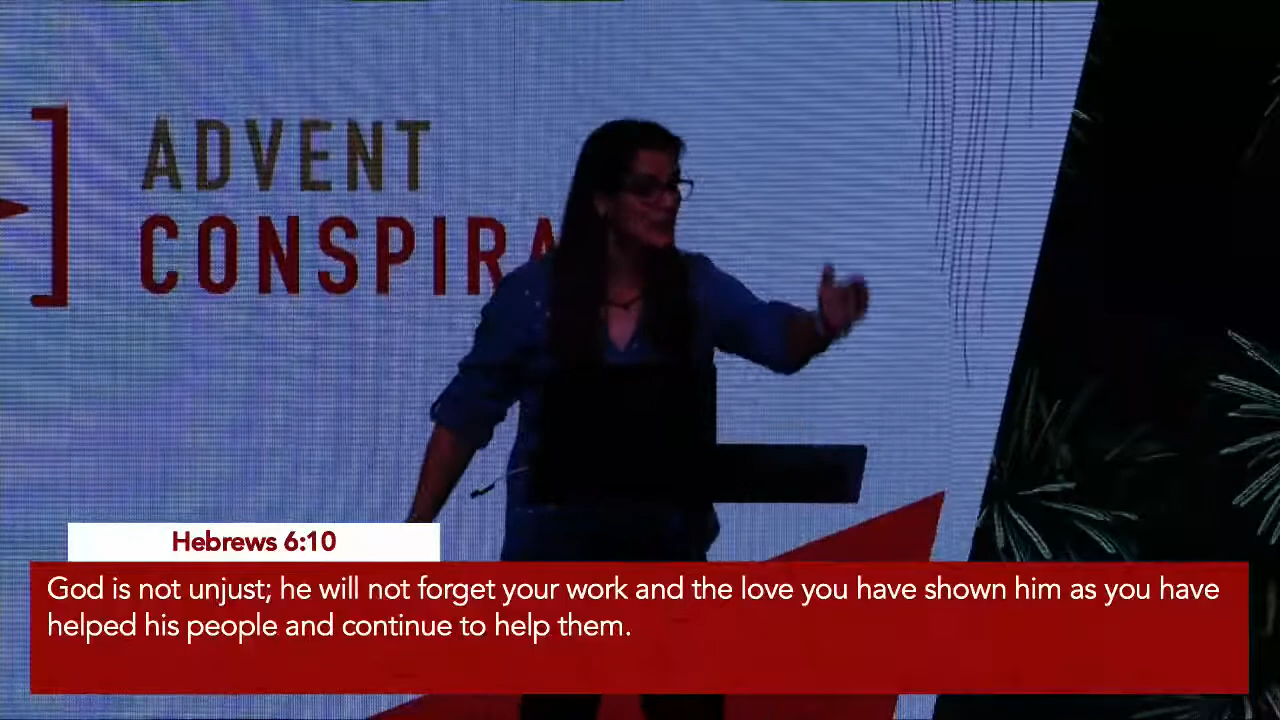 ADVENT
CONSPIRA
Hebrews 6:10
God is not unjust; he will not forget your work and the love you have shown him as you have
helped his people and continue to help them.